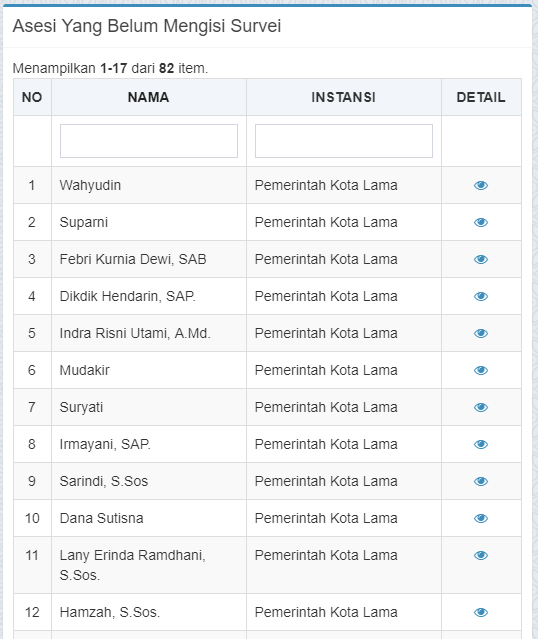 Asesi Yang Belum Mengisi Survei
Menampilkan 1-17 dari 82 item.
NO NAMA INSTANSI DETAIL
1 Wahyudin Pemerintah Kota Lama
2 Suparni Pemerintah Kota Lama
3 Febri Kurnia Dewi, SAB Pemerintah Kota Lama
4 Dikdik Hendarin, SAP. Pemerintah Kota Lama
5 Indra Risni Utami, A.Md. Pemerintah Kota Lama
6 Mudakir Pemerintah Kota Lama
7 Suryati Pemerintah Kota Lama
8 Irmayani, SAP. Pemerintah Kota Lama
9 Sarindi, S.Sos Pemerintah Kota Lama
10 Dana Sutisna Pemerintah Kota Lama
11 Lany Erinda Ramdhani, Pemerintah Kota Lama
S.Sos.
12 Hamzah, S.Sos. Pemerintah Kota Lama